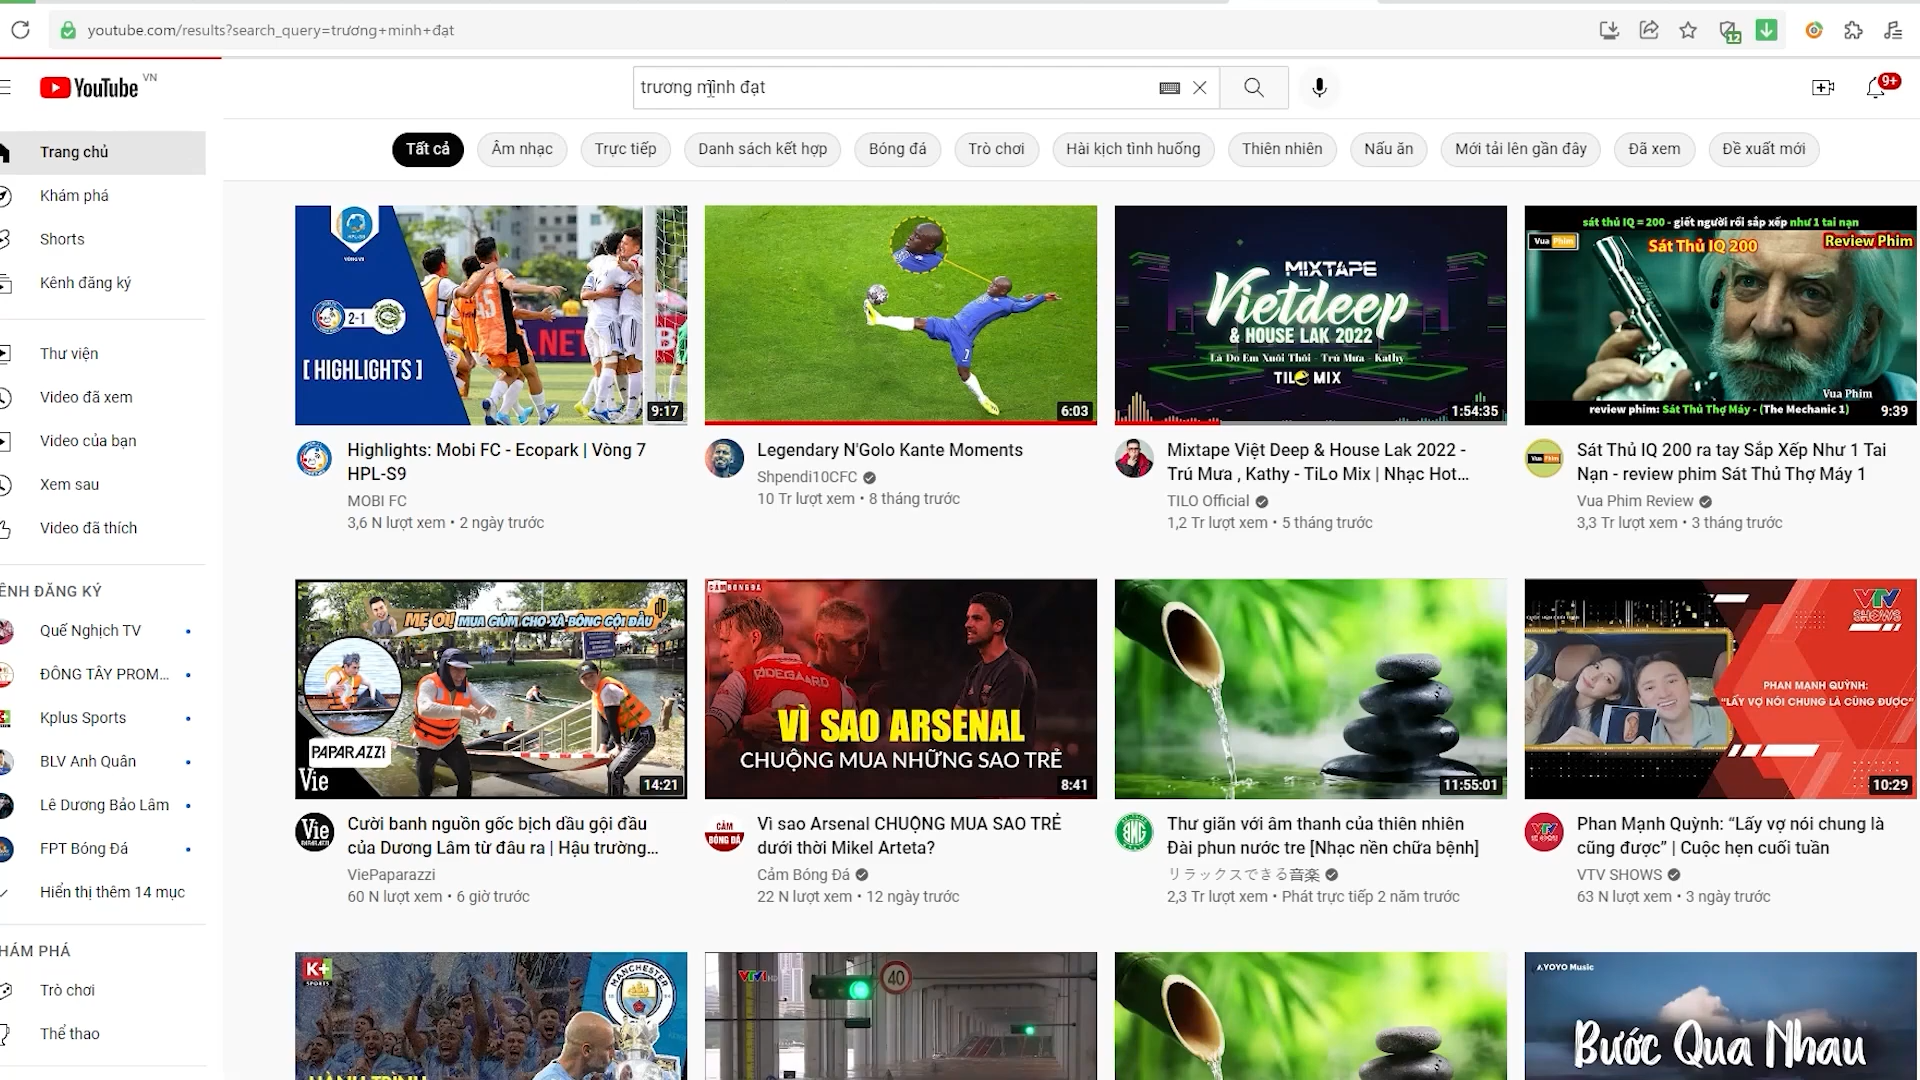 youtube.com/results?search_query=trương+minh+đạt
12
YouTube VN
trương minh đạt
9+
Tất cả
Âm nhạc
Trực tiếp
Danh sách kết hợp
Bóng đá
Trò chơi
Hài kịch tình huống
Thiên nhiên
Nấu ăn
Mới tải lên gần đây
Đã xem
Đề xuất mới
Trang chủ
Khám phá
Shorts
Kênh đăng ký
Thư viện
Video đã xem
Video của bạn
Xem sau
Video đã thích
ÊNH ĐĂNG KÝ
Quế Nghịch TV
ĐÔNG TÂY PROM...
Kplus Sports
BLV Anh Quân
Lê Dương Bảo Lâm
FPT Bóng Đá
Hiển thị thêm 14 mục
HÁM PHÁ
Trò chơi
Thể thao
2-1
[ HIGHLIGHTS ]
9:17
Highlights: Mobi FC - Ecopark | Vòng 7
HPL-S9
MOBI FC
3,6 N lượt xem • 2 ngày trước
6:03
Legendary N'Golo Kante Moments
Shpendi10CFC
10 Tr lượt xem • 8 tháng trước
MIXTAPE
Vietdeep
& HOUSE LAK 2022
Là Do Em Xuôi Thôi - Trú Mưa - Kathy
TILO MIX
1:54:35
Mixtape Việt Deep & House Lak 2022 -
Trú Mưa , Kathy - TiLo Mix | Nhạc Hot...
TILO Official
1,2 Tr lượt xem • 5 tháng trước
sát thủ IQ = 200 - giết người rồi sắp xếp như 1 tai nạn
Vua Phim
Sát Thủ IQ 200
Review Phim
Vua Phim
review phim: Sát Thủ Thợ Máy - (The Mechanic 1)
9:39
Sát Thủ IQ 200 ra tay Sắp Xếp Như 1 Tai
Nạn - review phim Sát Thủ Thợ Máy 1
Vua Phim Review
3,3 Tr lượt xem • 3 tháng trước
MẸ ƠI! MUA GIÙM CHO XÀ BÔNG GỘI ĐẦU
PAPARAZZI
Vie
14:21
Cười banh nguồn gốc bịch dầu gội đầu
của Dương Lâm từ đâu ra | Hậu trường...
ViePaparazzi
60 N lượt xem • 6 giờ trước
ØDEGAARD
VÌ SAO ARSENAL
CHUỘNG MUA NHỮNG SAO TRẺ
8:41
CẢM
BÓNG ĐÁ
Vì sao Arsenal CHUỘNG MUA SAO TRẺ
dưới thời Mikel Arteta?
Cảm Bóng Đá
22 N lượt xem • 12 ngày trước
11:55:01
Thư giãn với âm thanh của thiên nhiên
Đài phun nước tre [Nhạc nền chữa bệnh]
リラックスできる音楽
2,3 Tr lượt xem • Phát trực tiếp 2 năm trước
VTV
SHOWS
PHAN MẠNH QUỲNH:
"LẤY VỢ NÓI CHUNG LÀ CŨNG ĐƯỢC"
10:29
Phan Mạnh Quỳnh: “Lấy vợ nói chung là
cũng được” | Cuộc hẹn cuối tuần
VTV SHOWS
63 N lượt xem • 3 ngày trước
K+
SPORTS
MANCHESTER
HÀNH TRÌNH
VTV1 HD
40
AYOYO Music
Bước Qua Nhau